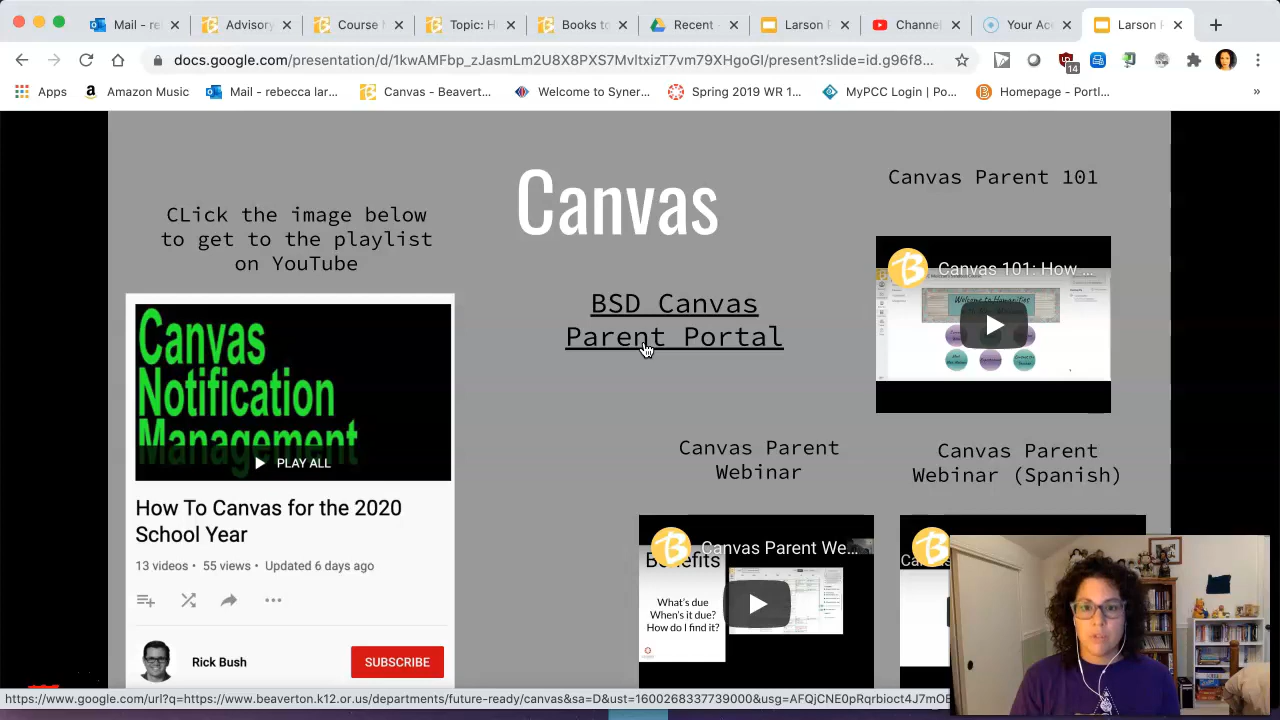 Mail - re
Advisory
Course
Topic: H
Books to
Recent
Larson
Channel
Your Acc
Larson
docs.google.com/presentation/d/1kwAMFbp_zJasmLm2U8X8PXS7MvltxizT7vm79XHgoGI/present?slide=id.g96f8...
14
Apps
Amazon Music
Mail - rebecca lar...
Canvas - Beavert...
Welcome to Syner...
Spring 2019 WR 1...
MyPCC Login | Po...
Homepage - Portl...
»
Canvas
Canvas Parent 101
CLick the image below
to get to the playlist
on YouTube
BSD Canvas
Parent Portal
Canvas 101: How ...
Welcome to Humanities
Canvas
Notification
Management
PLAY ALL
How To Canvas for the 2020
School Year
13 videos • 55 views • Updated 6 days ago
Rick Bush
SUBSCRIBE
Canvas Parent
Webinar
Canvas Parent
Webinar (Spanish)
Canvas Parent We...
Benefits
What's due
When's it due?
How do I find it?
https://www.google.com/url?q=https://www.beaverton.k12.or.us/departments/future-ready/canvas&sa=D&ust=1600268337739000&usg=AFQjCNE0pRqrbioct4J7mOE